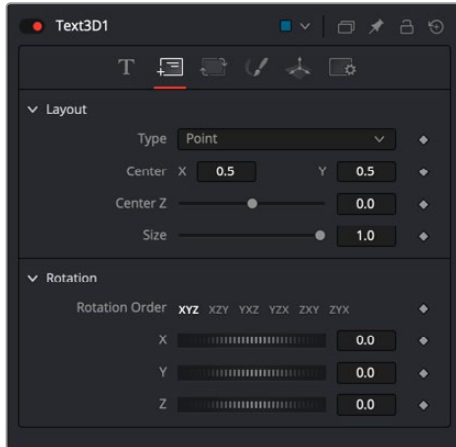 Text3D1
T
Layout
Type Point
Center X 0.5 Y 0.5
Center Z 0.0
Size 1.0
Rotation
Rotation Order XYZ XZY YXZ YZX ZXY ZYX
X 0.0
Y 0.0
Z 0.0